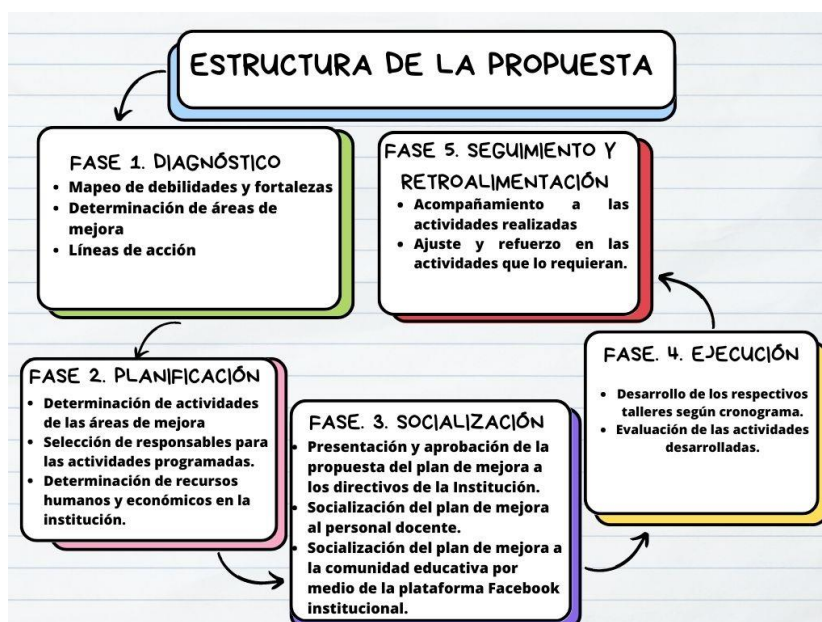 ESTRUCTURA DE LA PROPUESTA
FASE 1. DIAGNÓSTICO
• Mapeo de debilidades y fortalezas
• Determinación de áreas de
mejora
• Líneas de acción
FASE 2. PLANIFICACIÓN
• Determinación de actividades
de las áreas de mejora
• Selección de responsables para
las actividades programadas.
• Determinación de recursos
humanos y económicos en la
institución.
FASE. 3. SOCIALIZACIÓN
• Presentación y aprobación de la
propuesta del plan de mejora a
los directivos de la Institución.
• Socialización del plan de mejora
al personal docente.
• Socialización del plan de mejora a
la comunidad educativa por
medio de la plataforma Facebook
institucional.
FASE. 4. EJECUCIÓN
• Desarrollo de los respectivos
talleres según cronograma.
• Evaluación de las actividades
desarrolladas.
FASE 5. SEGUIMIENTO Y
RETROALIMENTACIÓN
• Acompañamiento a las
actividades realizadas
• Ajuste y refuerzo en las
actividades que lo requieran.